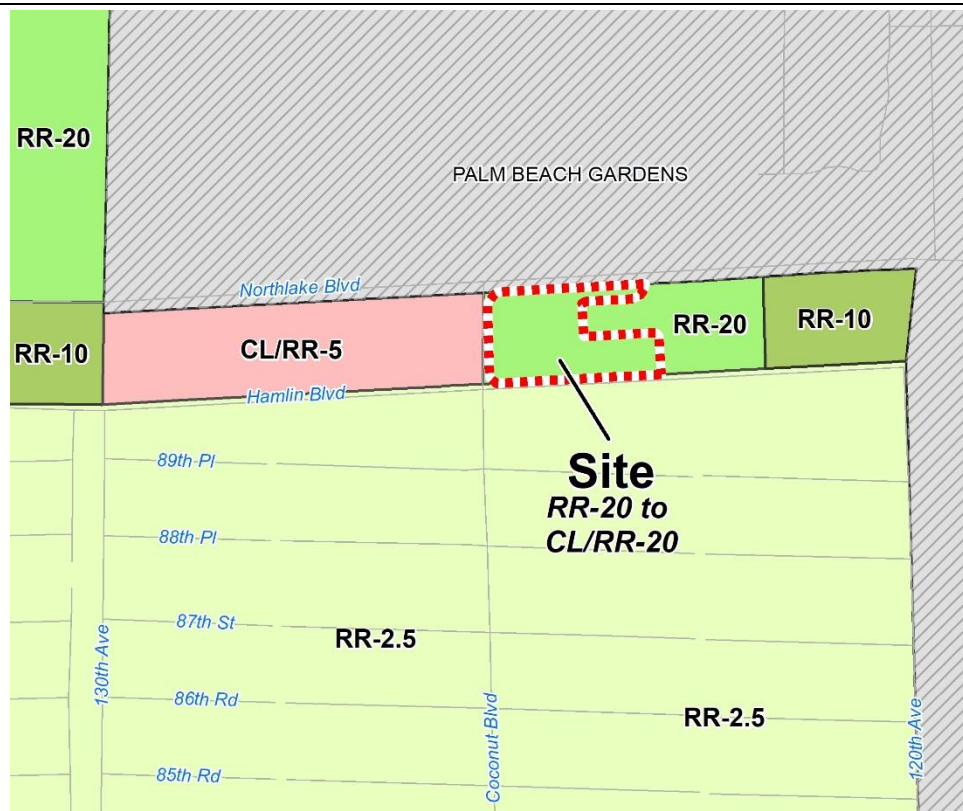 RR-20
PALM BEACH GARDENS
Northlake Blvd
RR-10
CL/RR-5
RR-20
RR-10
Hamlin Blvd
89th Pl
Site
RR-20 to
CL/RR-20
88th Pl
87th St
RR-2.5
130th Ave
86th Rd
Coconut Blvd
RR-2.5
120th Ave
85th Rd